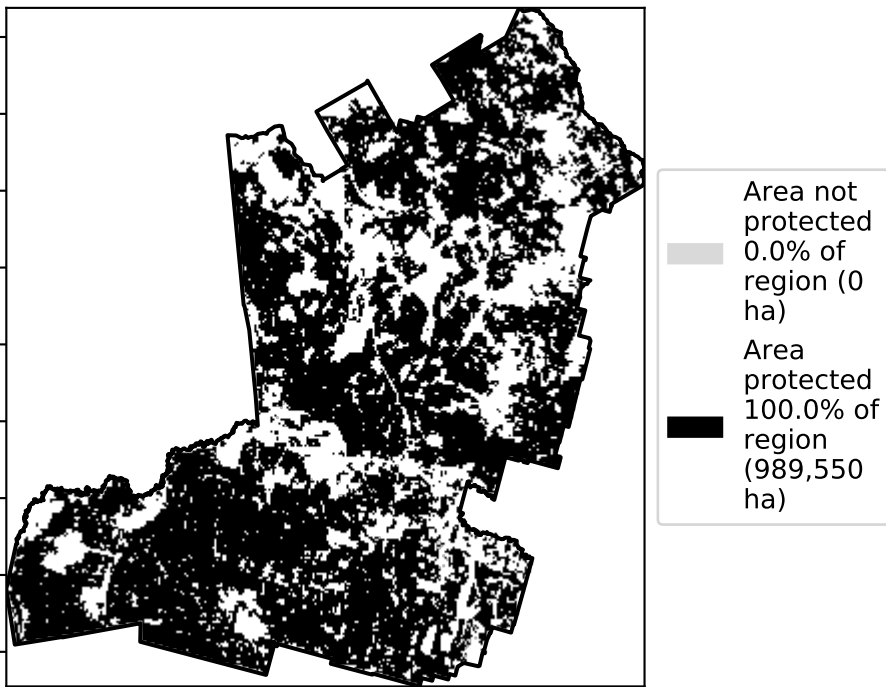 Area not
protected
0.0% of
region (0
ha)
Area
protected
100.0% of
region
(989,550
ha)